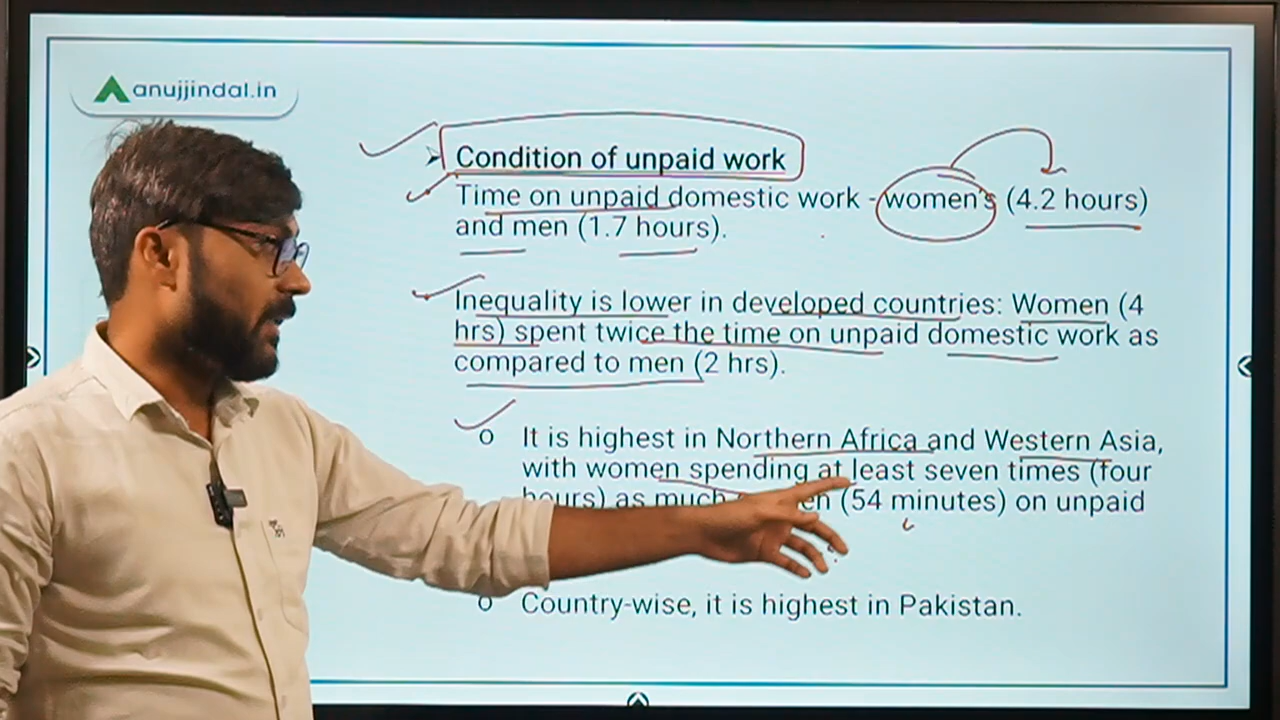 anujjindal.in
Condition of unpaid work
Time on unpaid domestic work - women's (4.2 hours)
and men (1.7 hours).
Inequality is lower in developed countries: Women (4
hrs) spent twice the time on unpaid domestic work as
compared to men (2 hrs).
o It is highest in Northern Africa and Western Asia,
with women spending at least seven times (four
hours) as much (54 minutes) on unpaid
o Country-wise, it is highest in Pakistan.